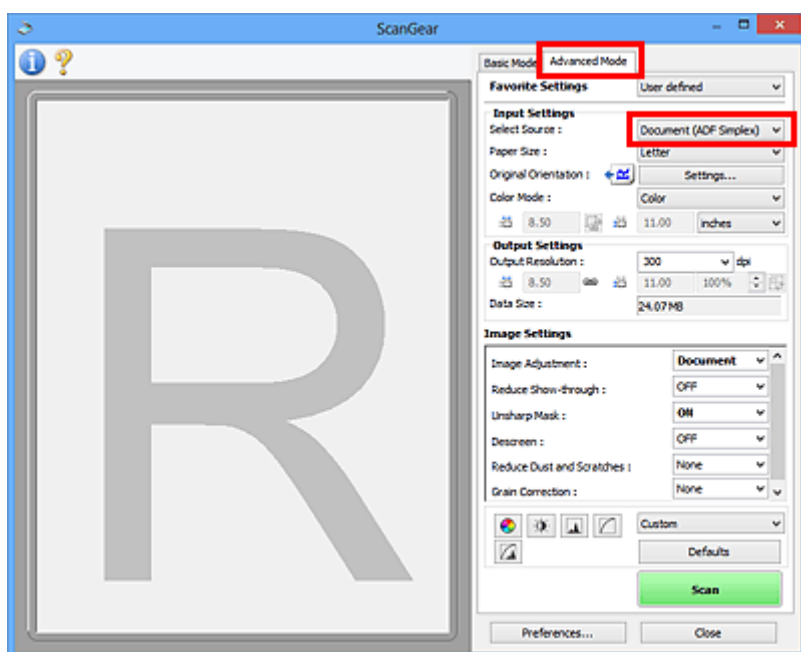 ScanGear
Basic Mode Advanced Mode
Favorite Settings User defined
Input Settings
Select Source : Document (ADF Simplex)
Paper Size : Letter
Original Orientation : Settings...
Color Mode : Color
8.50 11.00 inches
Output Settings
Output Resolution : 300 dpi
8.50 11.00 100%
Data Size : 24.07 MB
Image Settings
Image Adjustment : Document
Reduce Show-through : OFF
Unsharp Mask : ON
Descreen : OFF
Reduce Dust and Scratches : None
Grain Correction : None
Custom
Defaults
Scan
Preferences... Close
R